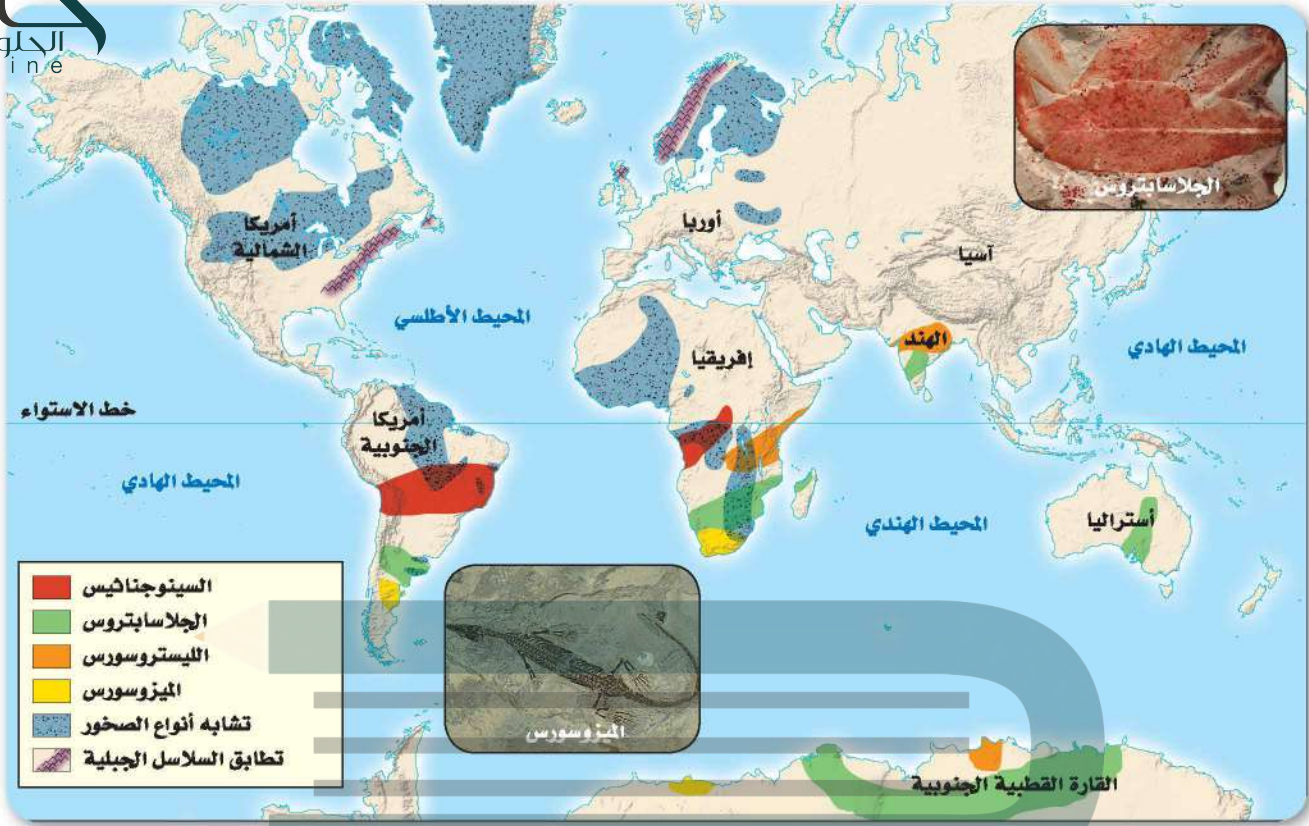 الحلو
i n e
الجلاسابتروس
أوربا
أمريكا
الشمالية
آسيا
المحيط الأطلسي
الهند
إفريقيا
المحيط الهادي
خط الاستواء
أمريكا
الجنوبية
المحيط الهادي
المحيط الهندي
أستراليا
السينوجناثيس
الجلاسابتروس
الليستروسورس
الميزوسورس
تشابه أنواع الصخور
تطابق السلاسل الجبلية
الميزوسورس
القارة القطبية الجنوبية